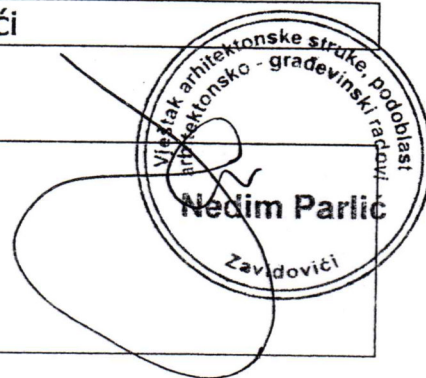 ći
Vještak arhitektonske struke, podoblast
arhitektonsko - građevinski radovi
Nedim Parlić
Zavidovići